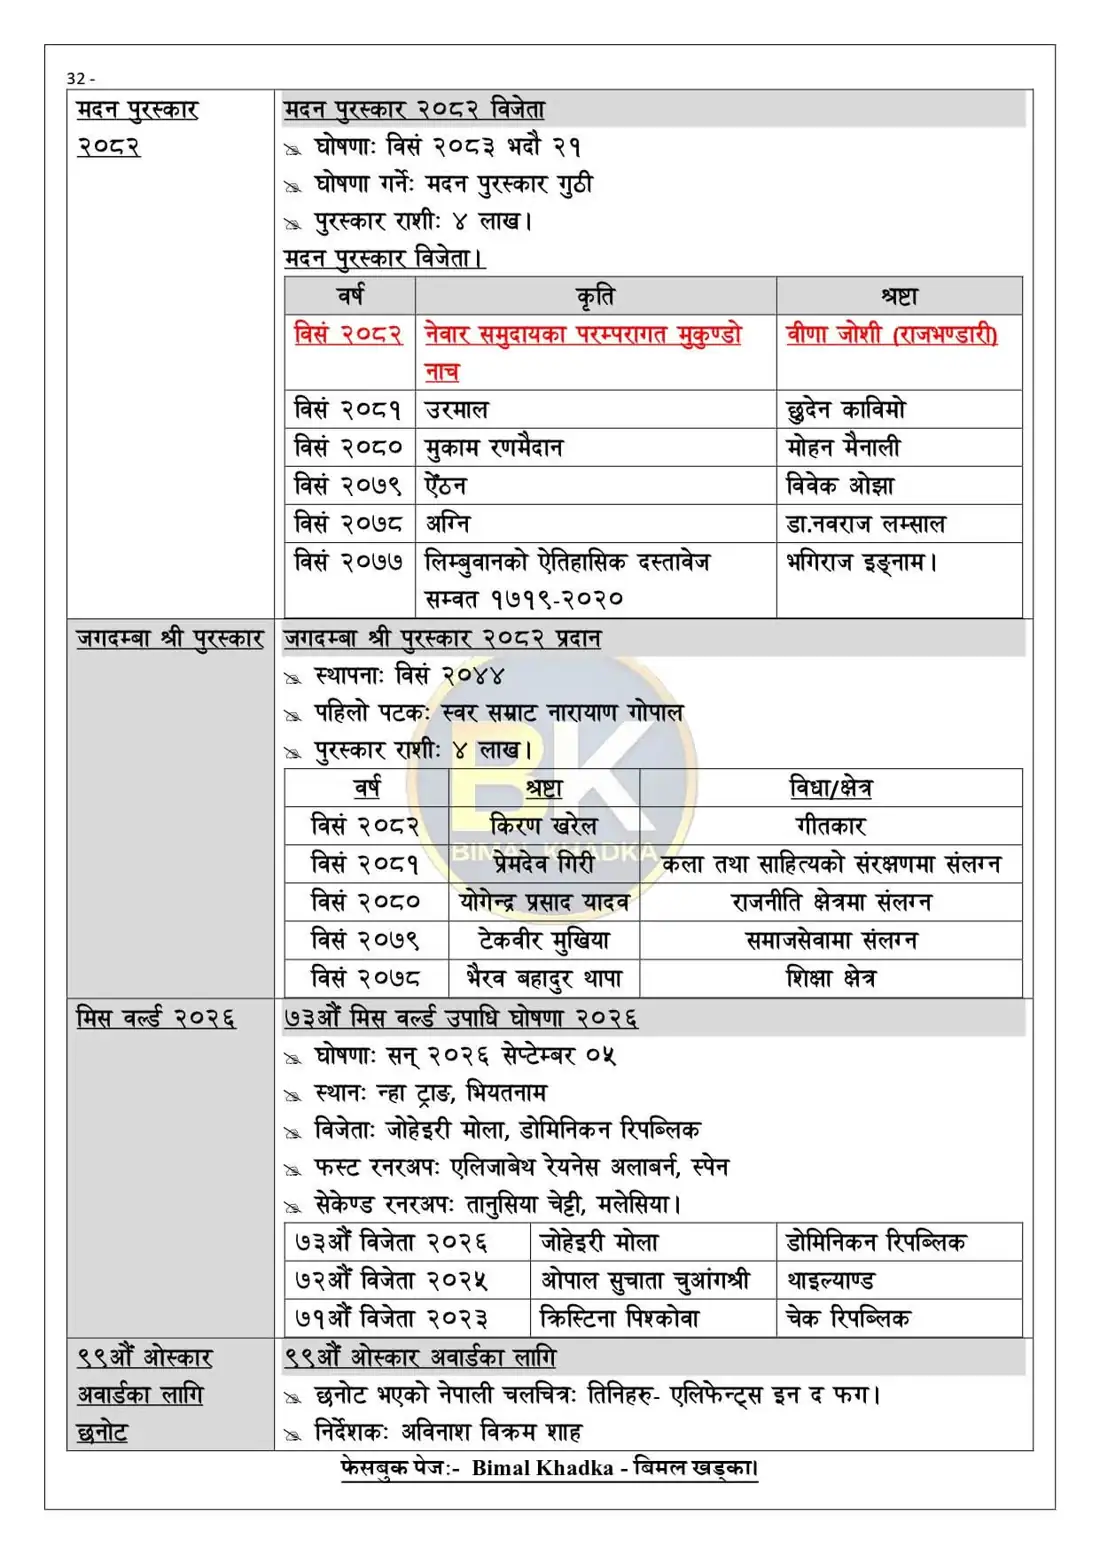 32 -
मदन पुरस्कार
२०८२
मदन पुरस्कार २०८२ विजेता
घोषणाः विसं २०८३ भदौ २१
घोषणा गर्नेः मदन पुरस्कार गुठी
पुरस्कार राशीः ४ लाख।
मदन पुरस्कार विजेता।
वर्ष कृति श्रष्टा
विसं २०८२ नेवार समुदायका परम्परागत मुकुण्डो वीणा जोशी (राजभण्डारी)
नाच
विसं २०८१ उरमाल छुदेन काविमो
विसं २०८० मुकाम रणमैदान मोहन मैनाली
विसं २०७९ ऐंठन विवेक ओझा
विसं २०७८ अग्नि डा.नवराज लम्साल
विसं २०७७ लिम्बुवानको ऐतिहासिक दस्तावेज भगिराज इङ्नाम।
सम्वत १७१९-२०२०
जगदम्बा श्री पुरस्कार
जगदम्बा श्री पुरस्कार २०८२ प्रदान
स्थापनाः विसं २०४४
पहिलो पटकः स्वर सम्राट नारायाण गोपाल
पुरस्कार राशीः ४ लाख।
वर्ष श्रष्टा विधा/क्षेत्र
विसं २०८२ किरण खरेल गीतकार
विसं २०८१ प्रेमदेव गिरी कला तथा साहित्यको संरक्षणमा संलग्न
विसं २०८० योगेन्द्र प्रसाद यादव राजनीति क्षेत्रमा संलग्न
विसं २०७९ टेकवीर मुखिया समाजसेवामा संलग्न
विसं २०७८ भैरव बहादुर थापा शिक्षा क्षेत्र
BK
BIMAL KHADKA
मिस वर्ल्ड २०२६
७३औं मिस वर्ल्ड उपाधि घोषणा २०२६
घोषणाः सन् २०२६ सेप्टेम्बर ०५
स्थानः न्हा ट्राङ, भियतनाम
विजेताः जोहेइरी मोला, डोमिनिकन रिपब्लिक
फस्ट रनरअपः एलिजाबेथ रेयनेस अलाबर्न, स्पेन
सेकेण्ड रनरअपः तानुसिया चेट्टी, मलेसिया।
७३औं विजेता २०२६ जोहेइरी मोला डोमिनिकन रिपब्लिक
७२औं विजेता २०२५ ओपाल सुचाता चुआंगश्री थाइल्याण्ड
७१औं विजेता २०२३ क्रिस्टिना पिश्कोवा चेक रिपब्लिक
९९औं ओस्कार
अवार्डका लागि
छनोट
९९औं ओस्कार अवार्डका लागि
छनोट भएको नेपाली चलचित्रः तिनिहरु- एलिफेन्ट्स इन द फग।
निर्देशकः अविनाश विक्रम शाह
फेसबुक पेजः- Bimal Khadka - बिमल खड्का।